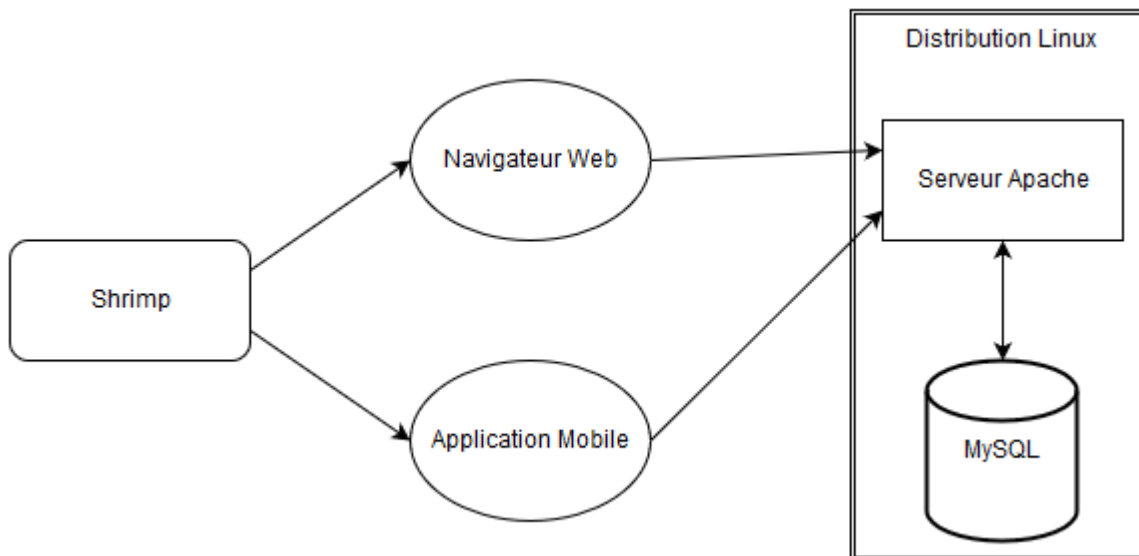 Distribution Linux
Navigateur Web
Serveur Apache
Shrimp
Application Mobile
MySQL